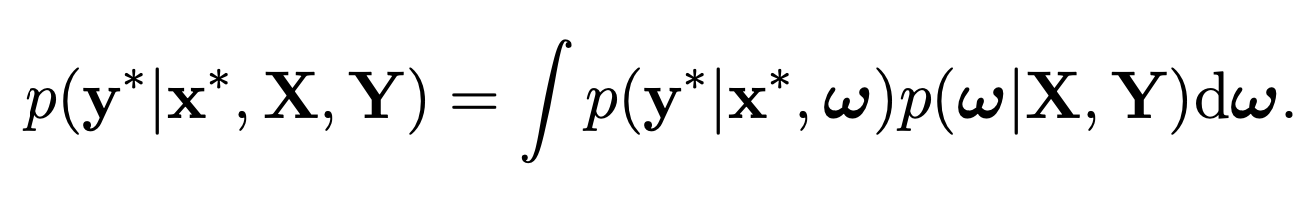 p(𝐲*|𝐱*, 𝐗, 𝐘) = ∫ p(𝐲*|𝐱*, 𝝎)p(𝝎|𝐗, 𝐘)d𝝎.